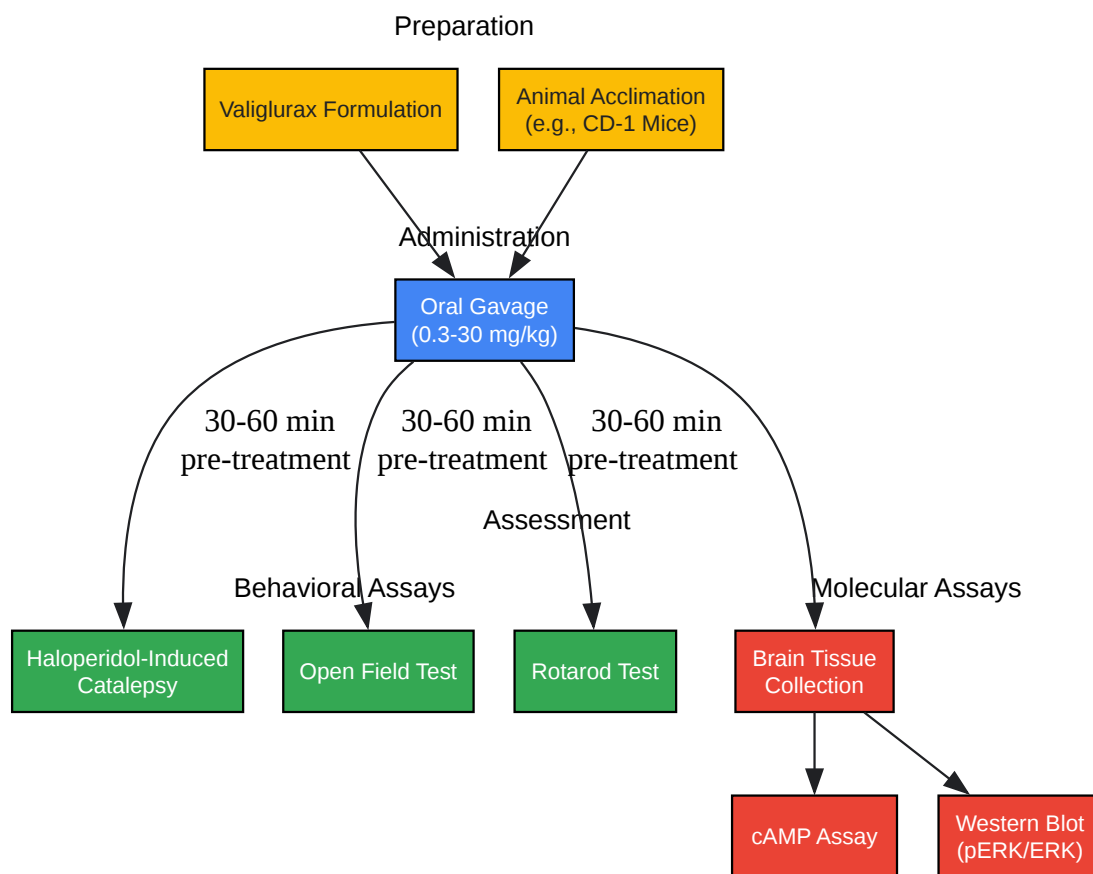 Preparation
Valiglurax Formulation
Animal Acclimation
(e.g., CD-1 Mice)
Administration
Oral Gavage
(0.3-30 mg/kg)
30-60 min
pre-treatment
30-60 min
pre-treatment
30-60 min
pre-treatment
Assessment
Behavioral Assays
Molecular Assays
Haloperidol-Induced
Catalepsy
Open Field Test
Rotarod Test
Brain Tissue
Collection
cAMP Assay
Western Blot
(pERK/ERK)